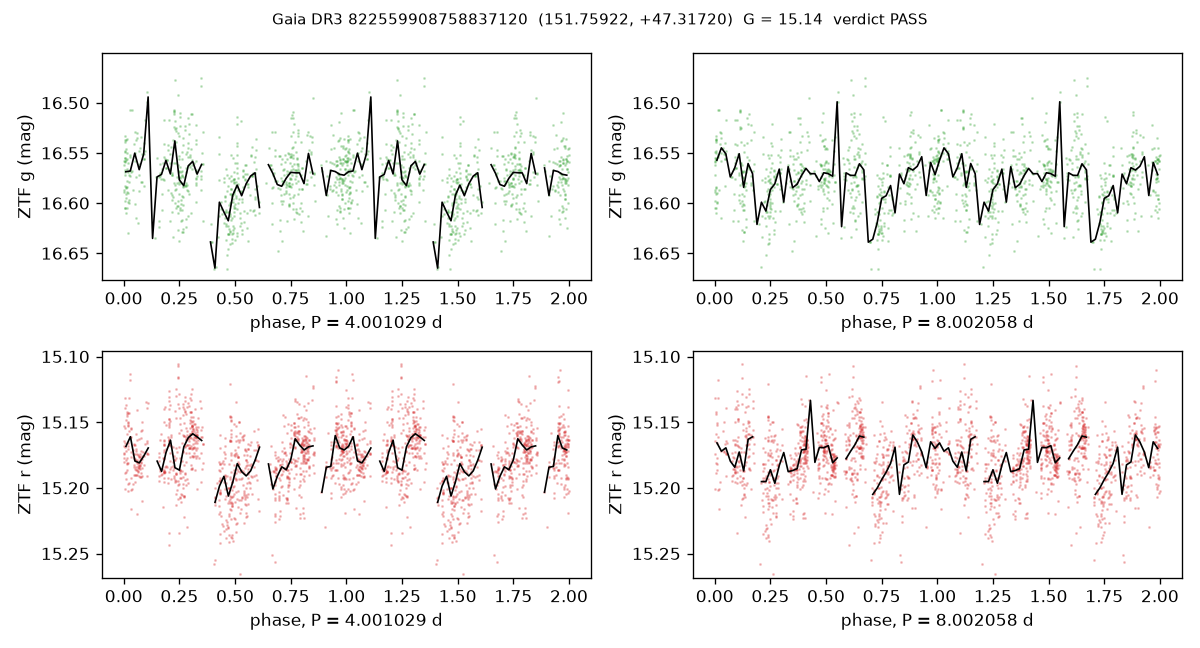 Gaia DR3 822559908758837120 (151.75922, +47.31720) G = 15.14 verdict PASS
ZTF g (mag)
16.50
16.55
16.60
16.65
0.00 0.25 0.50 0.75 1.00 1.25 1.50 1.75 2.00
phase, P = 4.001029 d
ZTF g (mag)
16.50
16.55
16.60
16.65
0.00 0.25 0.50 0.75 1.00 1.25 1.50 1.75 2.00
phase, P = 8.002058 d
ZTF r (mag)
15.10
15.15
15.20
15.25
0.00 0.25 0.50 0.75 1.00 1.25 1.50 1.75 2.00
phase, P = 4.001029 d
ZTF r (mag)
15.10
15.15
15.20
15.25
0.00 0.25 0.50 0.75 1.00 1.25 1.50 1.75 2.00
phase, P = 8.002058 d